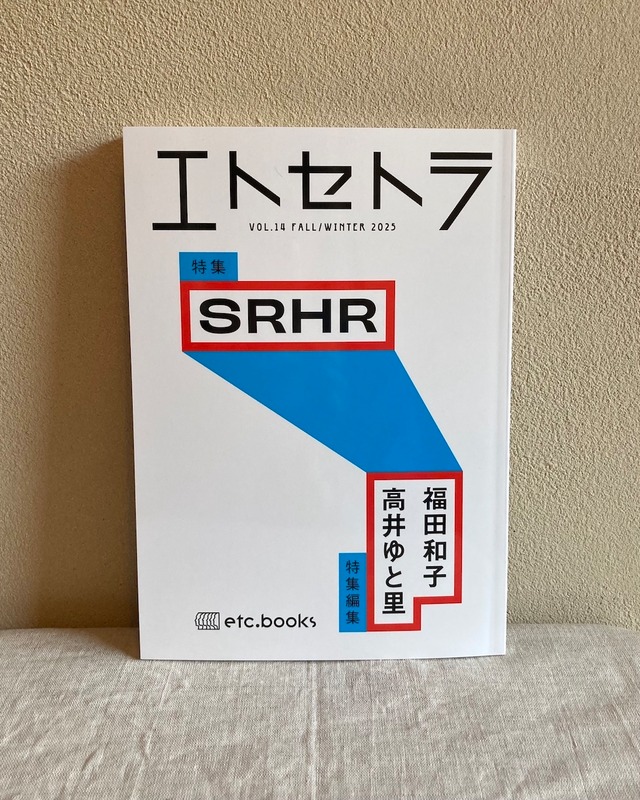 エトセトラ
VOL.14 FALL/WINTER 2025
特集
SRHR
福田和子
高井ゆと里
特集編集
etc.books